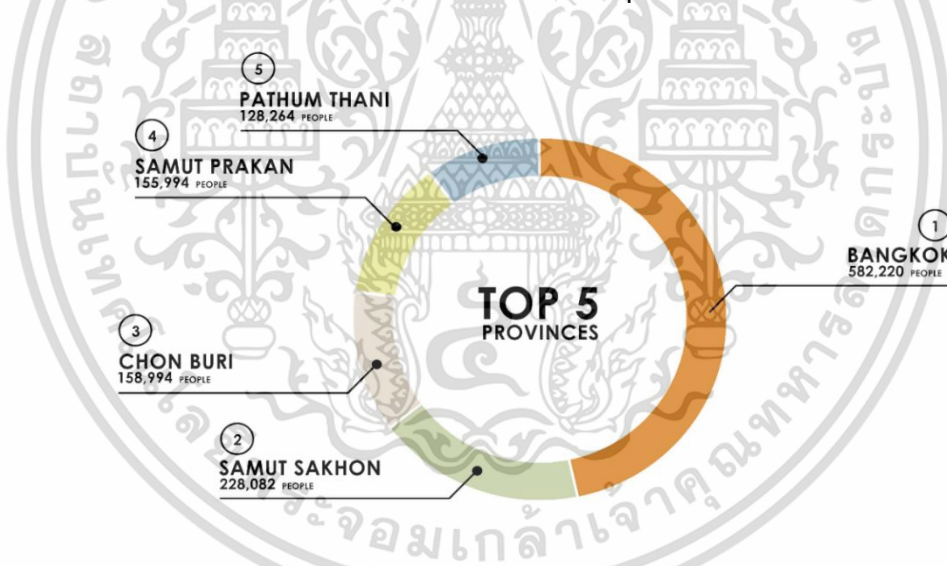 5
PATHUM THANI
128,264 PEOPLE
4
SAMUT PRAKAN
155,994 PEOPLE
1
BANGKOK
582,220 PEOPLE
TOP 5
PROVINCES
3
CHON BURI
158,994 PEOPLE
2
SAMUT SAKHON
228,082 PEOPLE